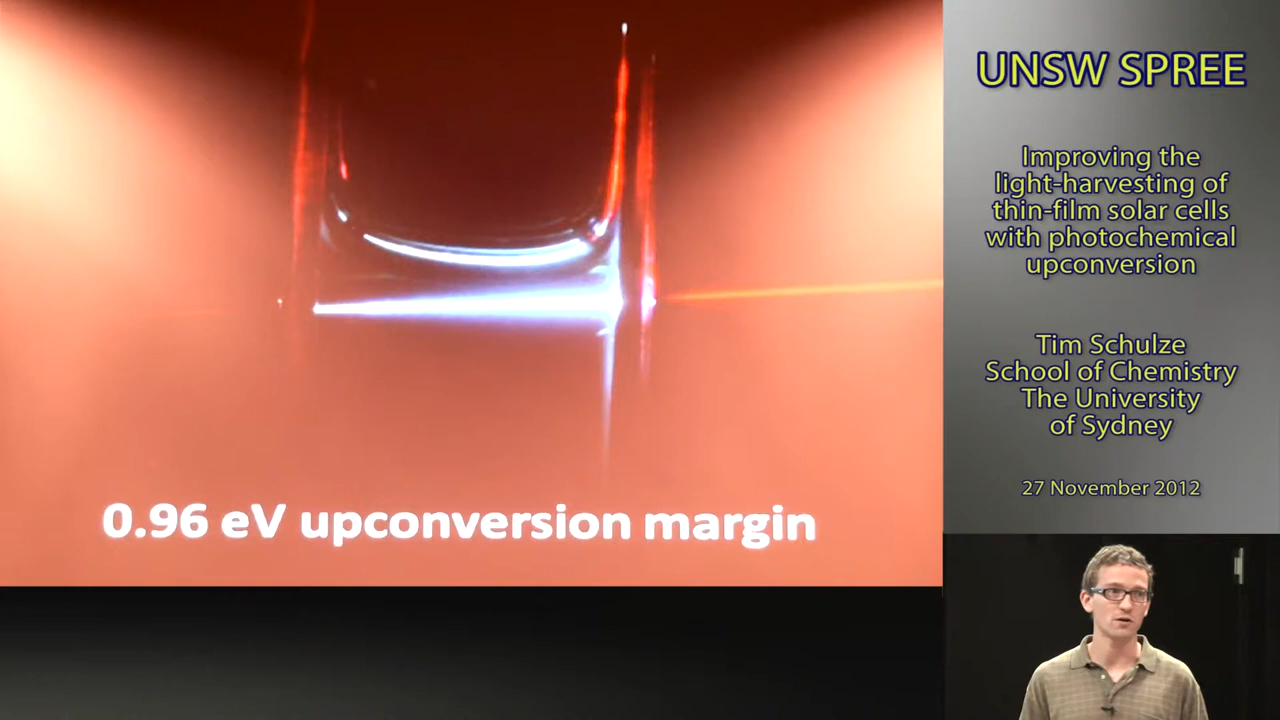 0.96 eV upconversion margin
UNSW SPREE
Improving the
light-harvesting of
thin-film solar cells
with photochemical
upconversion
Tim Schulze
School of Chemistry
The University
of Sydney
27 November 2012